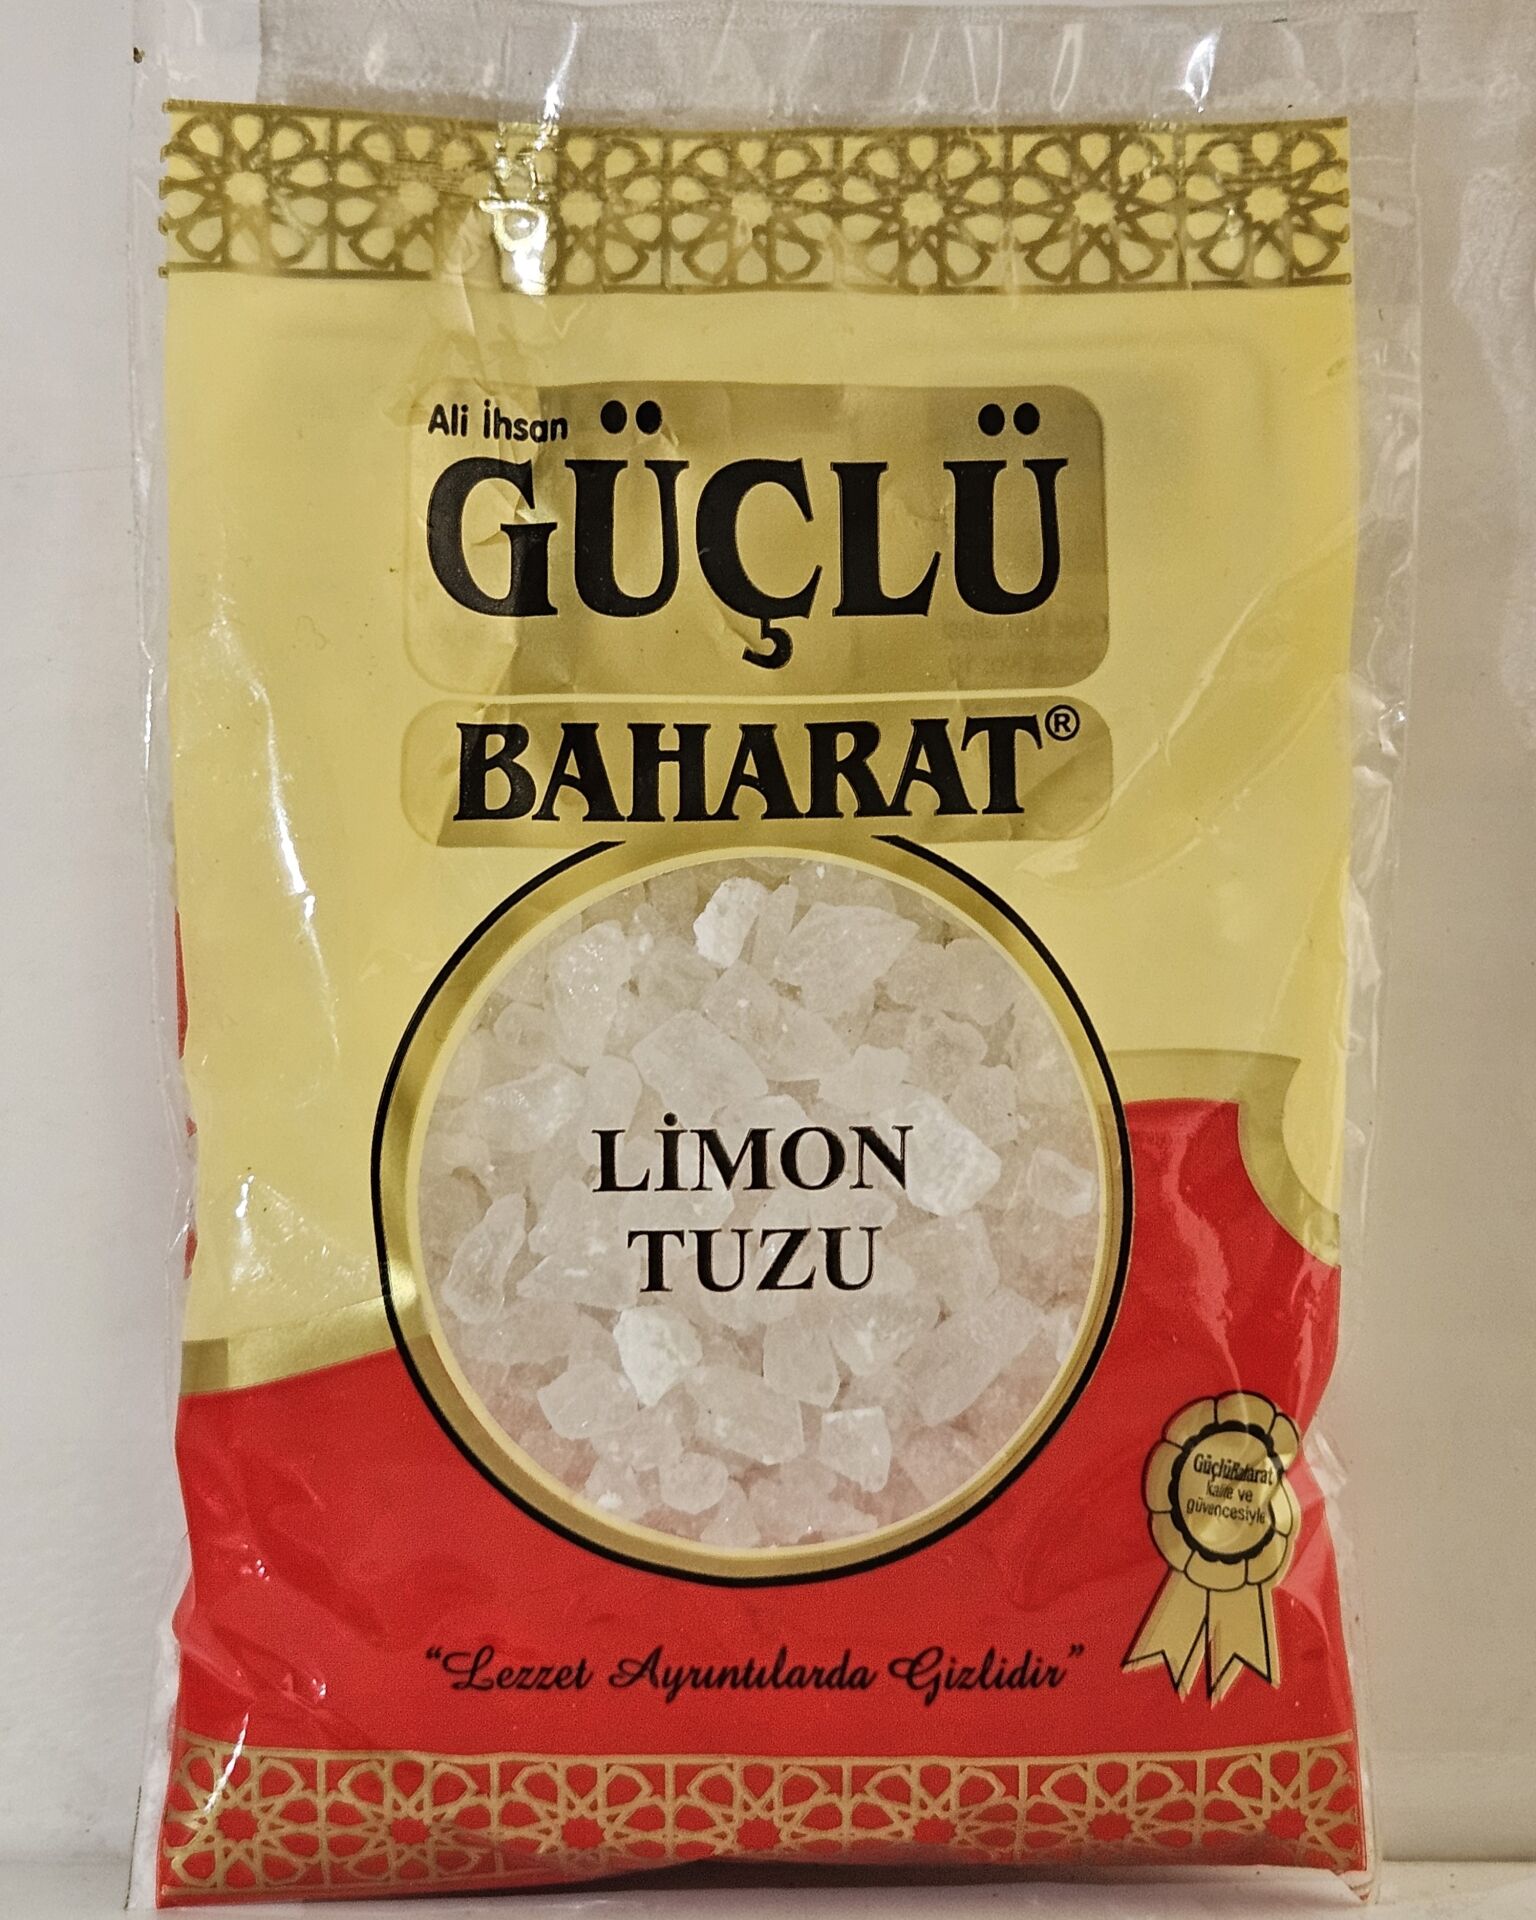 Ali İhsan
GÜÇLÜ
BAHARAT®
LİMON
TUZU
GüçlüBaharat
kalite ve
güvencesiyle
“Lezzet Ayrıntılarda Gizlidir”